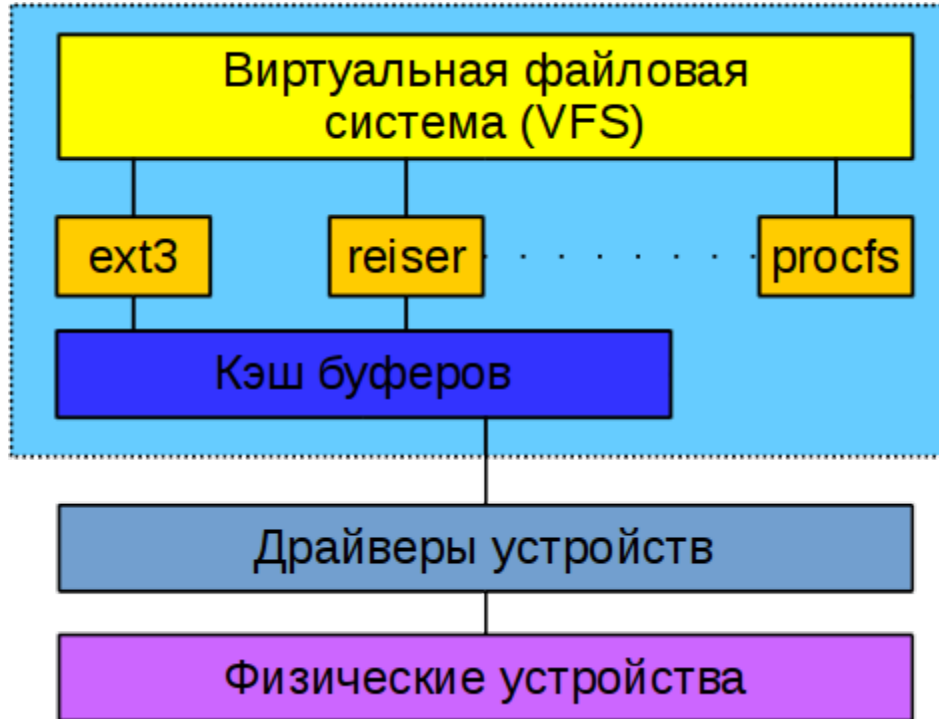 Виртуальная файловая
система (VFS)
ext3
reiser
procfs
Кэш буферов
Драйверы устройств
Физические устройства